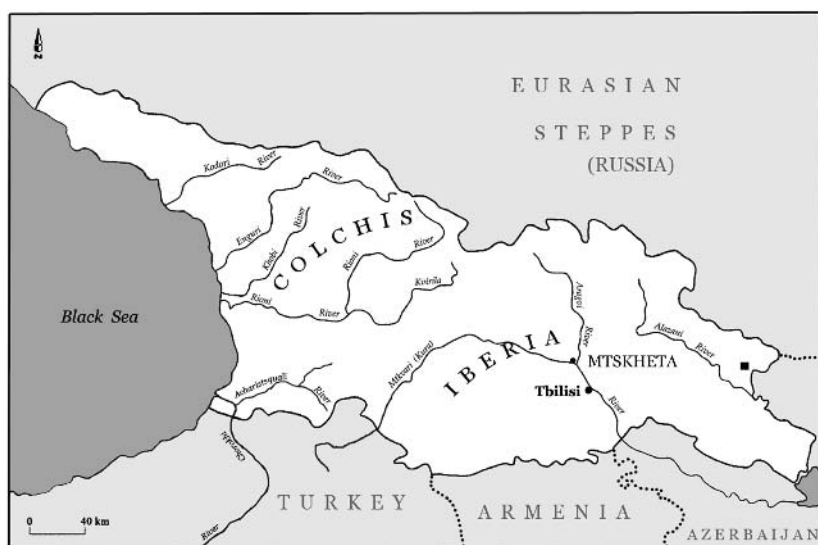 N
EURASIAN
STEPPES
(RUSSIA)
Kodori River
Enguri River
Khobi River
COLCHIS
Rioni River
Kvirila
Rioni River
Black Sea
Aragvi River
Alazani River
Mtkvari (Kura)
IBERIA
MTSKHETA
Tbilisi
River
Acharistsquali River
Chorokhi River
TURKEY
ARMENIA
AZERBAIJAN
0 40 km